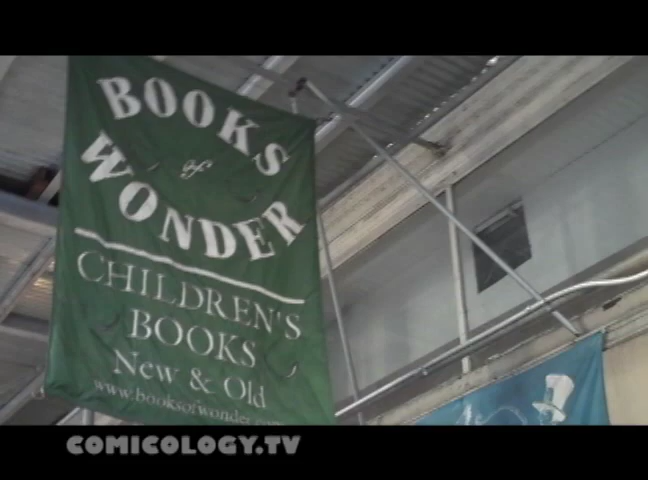 BOOKS
of
WONDER
CHILDREN'S
BOOKS
New & Old
www.booksofwonder.com
COMICOLOGY.TV